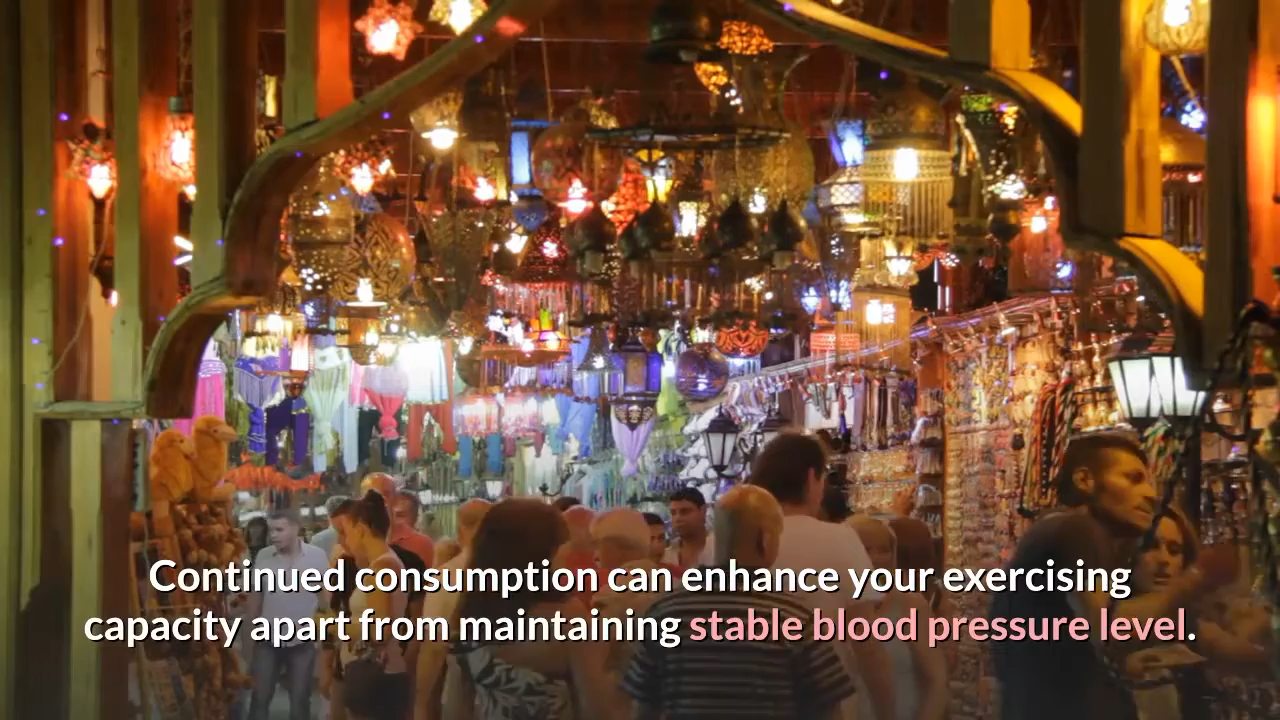 Continued consumption can enhance your exercising
capacity apart from maintaining stable blood pressure level.